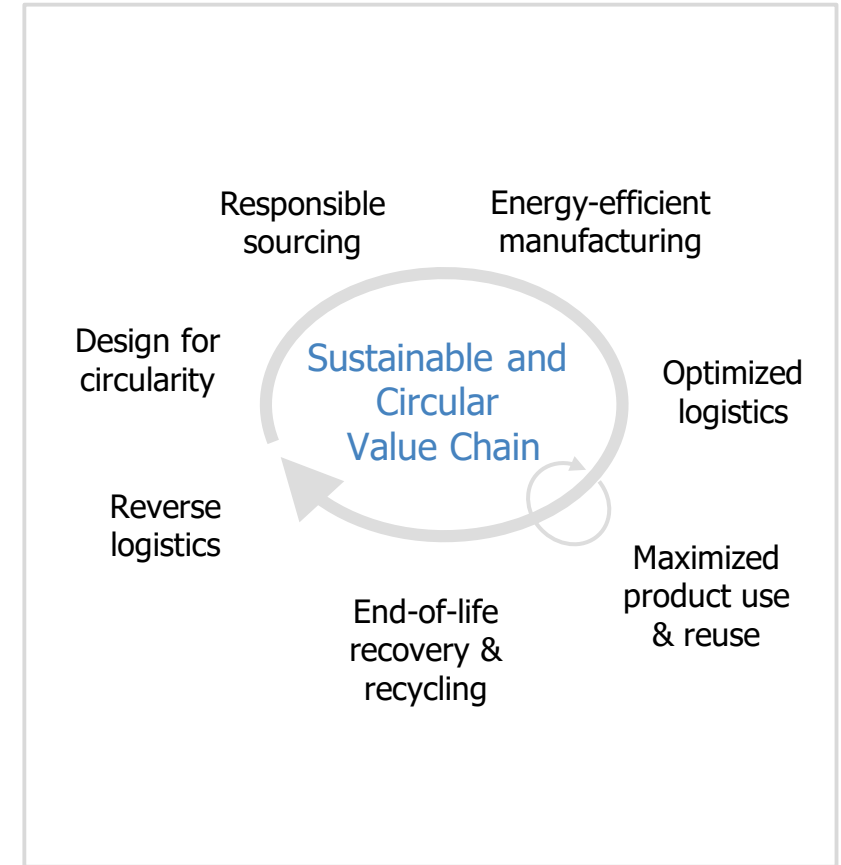 Responsible
sourcing
Energy-efficient
manufacturing
Design for
circularity
Sustainable and
Circular
Value Chain
Optimized
logistics
Reverse
logistics
Maximized
product use
& reuse
End-of-life
recovery &
recycling